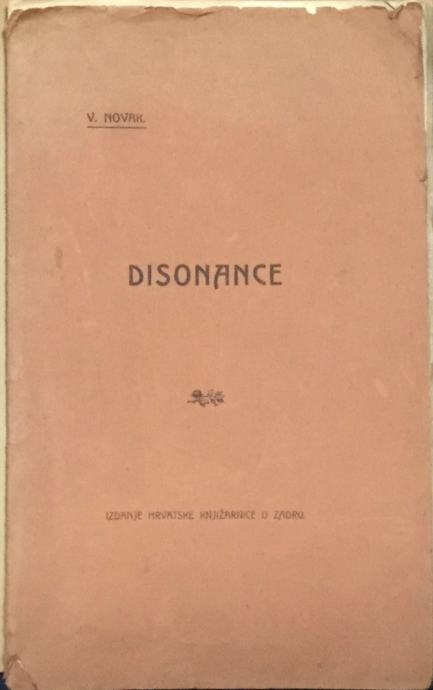 V. NOVAK.
DISONANCE
IZDANJE HRVATSKE KNJIŽARNICE U ZADRU.